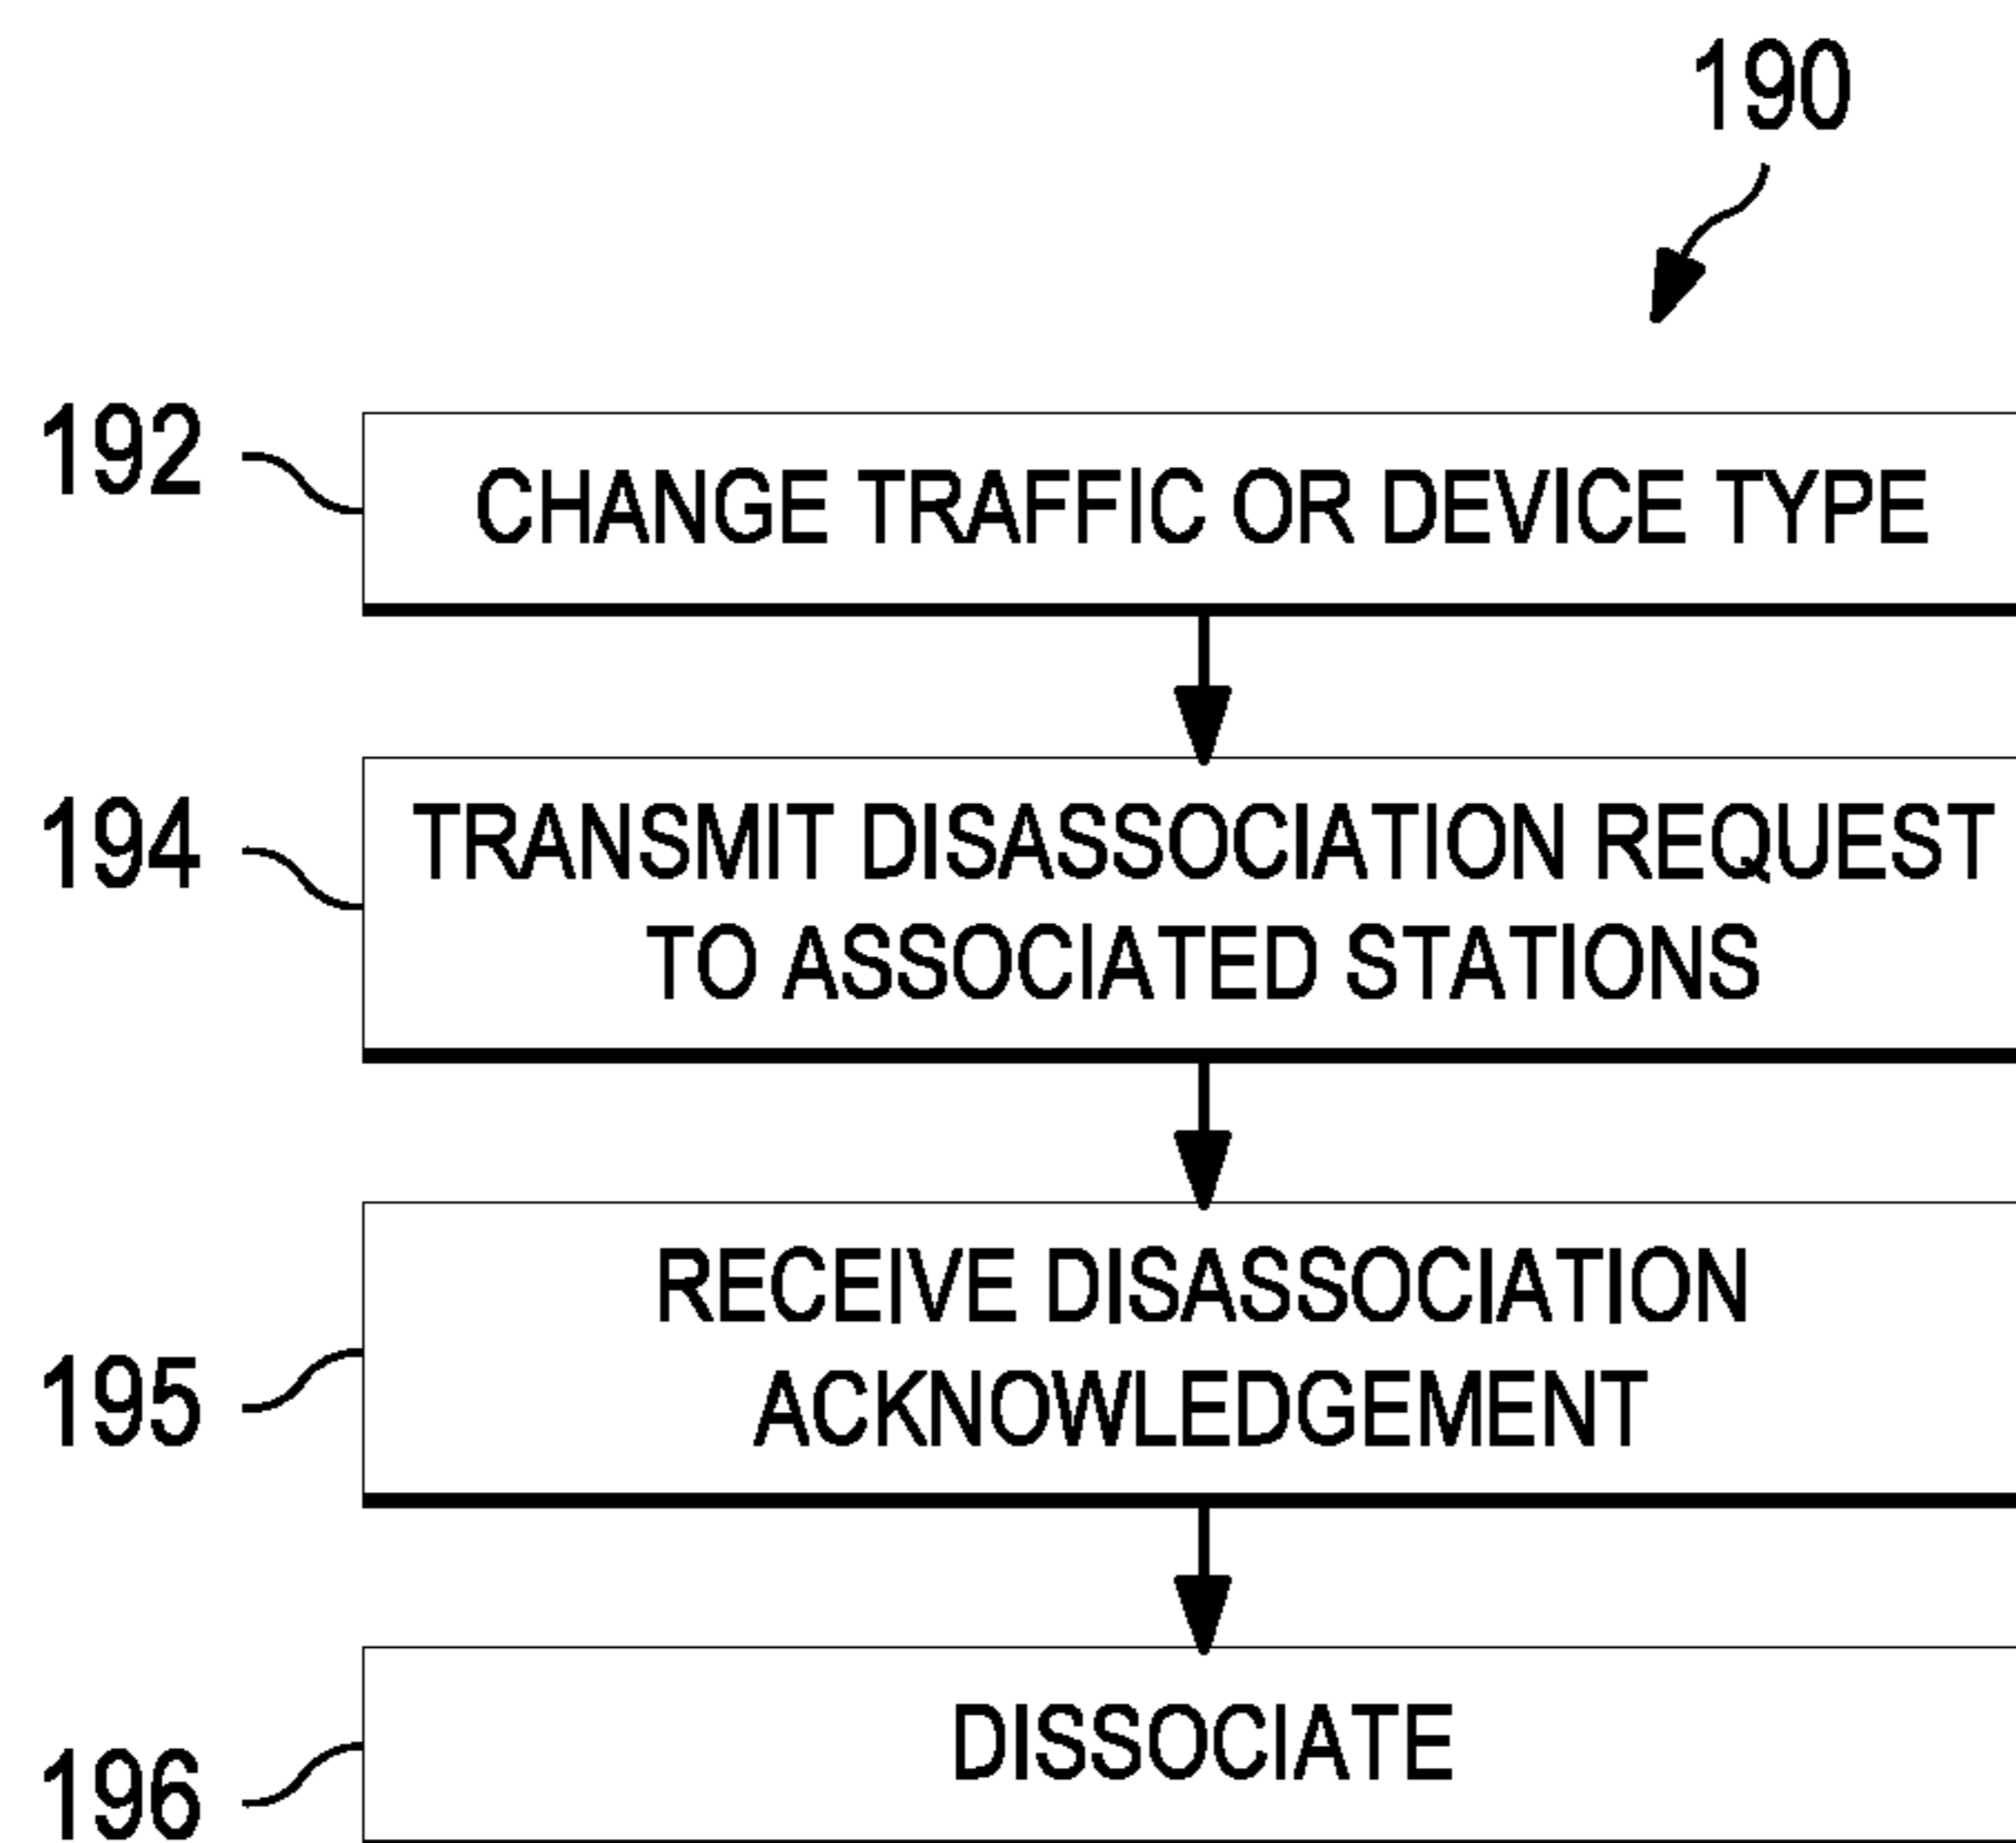 190
192
CHANGE TRAFFIC OR DEVICE TYPE
194
TRANSMIT DISASSOCIATION REQUEST
TO ASSOCIATED STATIONS
195
RECEIVE DISASSOCIATION
ACKNOWLEDGEMENT
196
DISSOCIATE